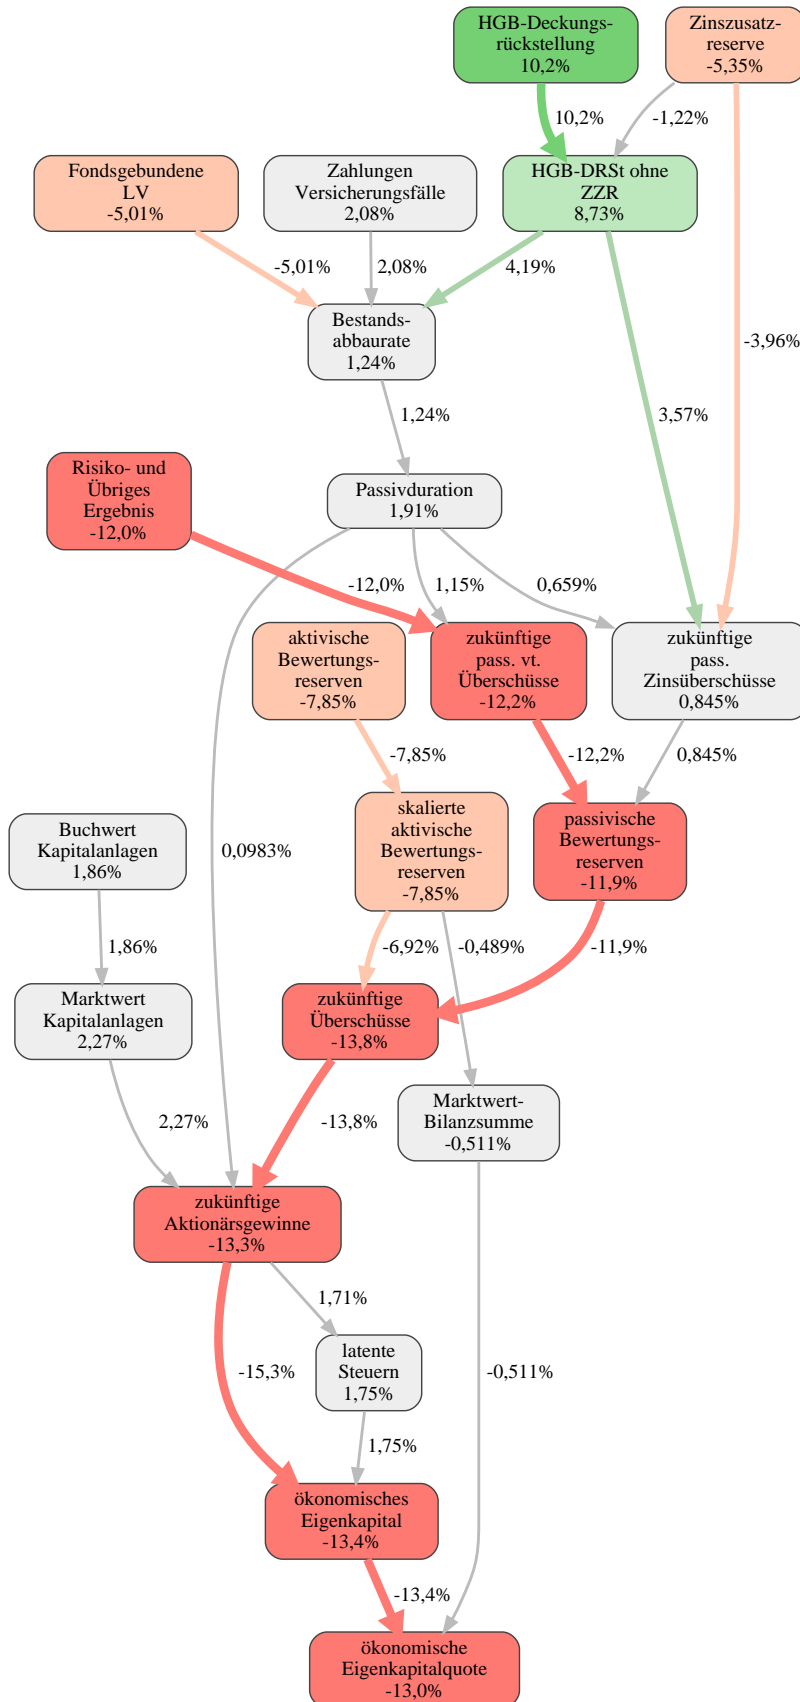 HGB-Deckungs-
rückstellung
10,2%
Zinszusatz-
reserve
-5,35%
10,2%
-1,22%
Fondsgebundene
LV
-5,01%
Zahlungen
Versicherungsfälle
2,08%
HGB-DRSt ohne
ZZR
8,73%
-5,01%
2,08%
4,19%
Bestands-
abbaurate
1,24%
-3,96%
3,57%
1,24%
Risiko- und
Übriges
Ergebnis
-12,0%
Passivduration
1,91%
-12,0%
1,15%
0,659%
aktivische
Bewertungs-
reserven
-7,85%
zukünftige
pass. vt.
Überschüsse
-12,2%
zukünftige
pass.
Zinsüberschüsse
0,845%
-7,85%
-12,2%
0,845%
Buchwert
Kapitalanlagen
1,86%
0,0983%
skalierte
aktivische
Bewertungs-
reserven
-7,85%
passivische
Bewertungs-
reserven
-11,9%
1,86%
-6,92%
-0,489%
-11,9%
Marktwert
Kapitalanlagen
2,27%
zukünftige
Überschüsse
-13,8%
2,27%
-13,8%
Marktwert-
Bilanzsumme
-0,511%
zukünftige
Aktionärsgewinne
-13,3%
1,71%
-15,3%
latente
Steuern
1,75%
-0,511%
1,75%
ökonomisches
Eigenkapital
-13,4%
-13,4%
ökonomische
Eigenkapitalquote
-13,0%